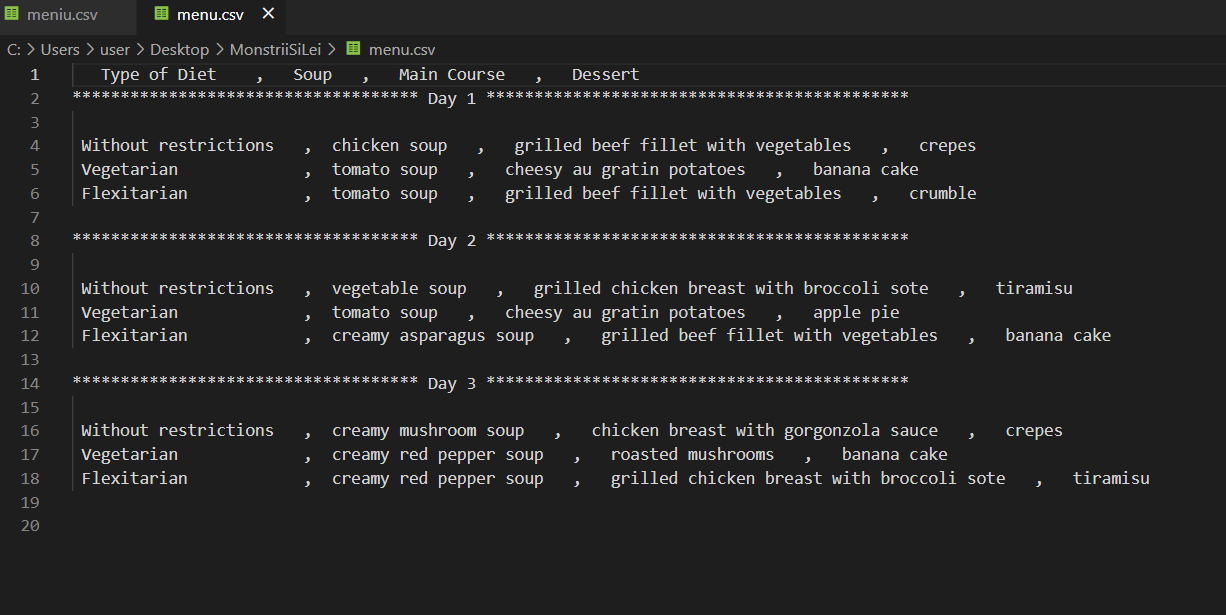 meniu.csv menu.csv ×
C: > Users > user > Desktop > MonstriiSiLei > menu.csv
1 Type of Diet , Soup , Main Course , Dessert
2 ************************************ Day 1 ********************************************
3
4 Without restrictions , chicken soup , grilled beef fillet with vegetables , crepes
5 Vegetarian , tomato soup , cheesy au gratin potatoes , banana cake
6 Flexitarian , tomato soup , grilled beef fillet with vegetables , crumble
7
8 ************************************ Day 2 ********************************************
9
10 Without restrictions , vegetable soup , grilled chicken breast with broccoli sote , tiramisu
11 Vegetarian , tomato soup , cheesy au gratin potatoes , apple pie
12 Flexitarian , creamy asparagus soup , grilled beef fillet with vegetables , banana cake
13
14 ************************************ Day 3 ********************************************
15
16 Without restrictions , creamy mushroom soup , chicken breast with gorgonzola sauce , crepes
17 Vegetarian , creamy red pepper soup , roasted mushrooms , banana cake
18 Flexitarian , creamy red pepper soup , grilled chicken breast with broccoli sote , tiramisu
19
20